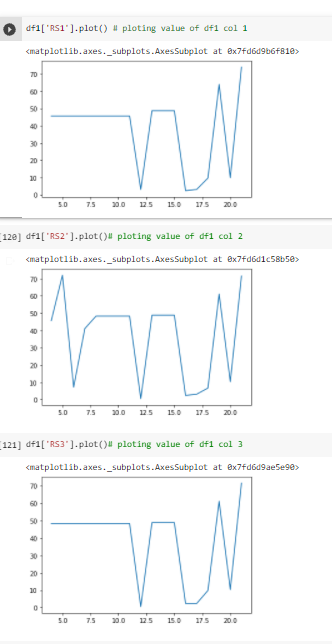 df1['RS1'].plot() # ploting value of df1 col 1
<matplotlib.axes._subplots.AxesSubplot at 0x7fd6d9b6f810>
70
60
50
40
30
20
10
0
5.0 7.5 10.0 12.5 15.0 17.5 20.0
[120] df1['RS2'].plot()# ploting value of df1 col 2
<matplotlib.axes._subplots.AxesSubplot at 0x7fd6d1c58b50>
70
60
50
40
30
20
10
0
5.0 7.5 10.0 12.5 15.0 17.5 20.0
[121] df1['RS3'].plot()# ploting value of df1 col 3
<matplotlib.axes._subplots.AxesSubplot at 0x7fd6d9ae5e90>
70
60
50
40
30
20
10
0
5.0 7.5 10.0 12.5 15.0 17.5 20.0